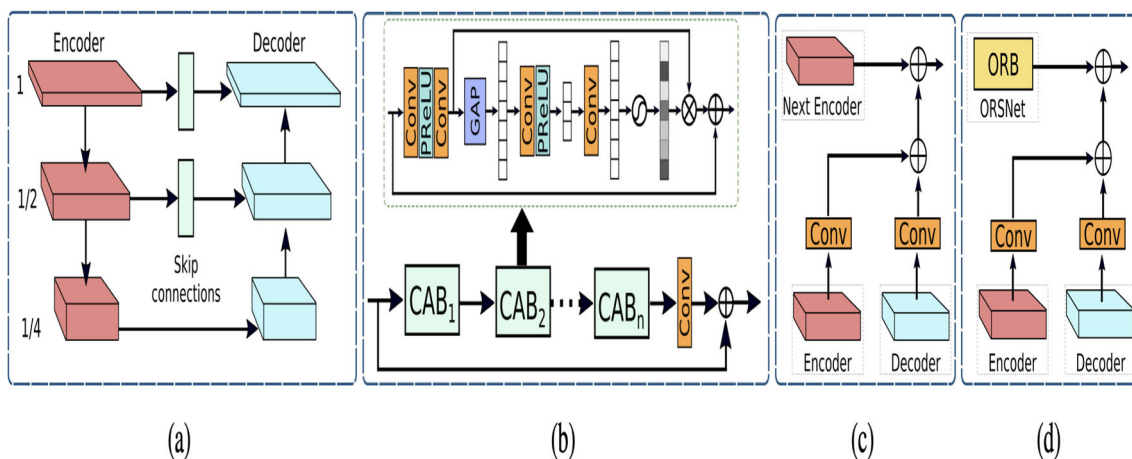 Encoder
Decoder
1
1/2
1/4
Skip
connections
Conv
PReLU
Conv
GAP
Conv
PReLU
Conv
CAB1
CAB2
CABn
Conv
Next Encoder
Conv
Conv
Encoder
Decoder
ORB
ORSNet
Conv
Conv
Encoder
Decoder
(a)
(b)
(c)
(d)